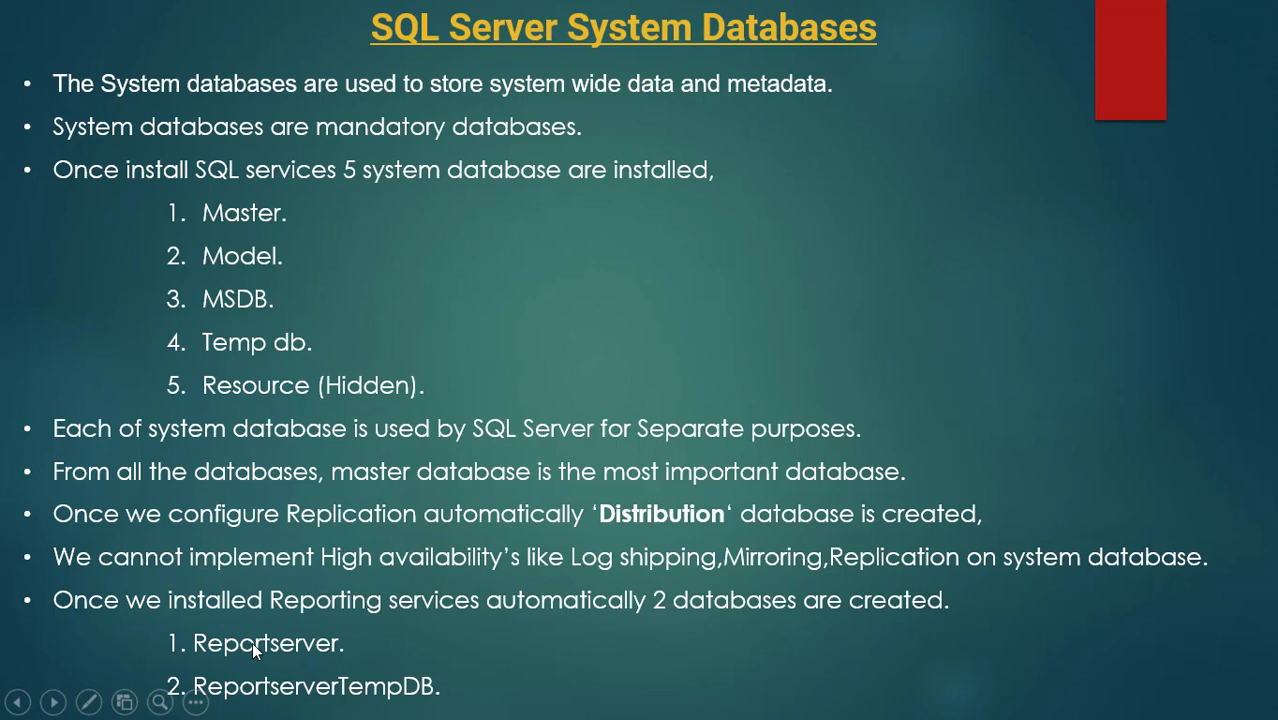 SQL Server System Databases
• The System databases are used to store system wide data and metadata.
• System databases are mandatory databases.
• Once install SQL services 5 system database are installed,
1. Master.
2. Model.
3. MSDB.
4. Temp db.
5. Resource (Hidden).
• Each of system database is used by SQL Server for Separate purposes.
• From all the databases, master database is the most important database.
• Once we configure Replication automatically ‘Distribution‘ database is created,
• We cannot implement High availability’s like Log shipping,Mirroring,Replication on system database.
• Once we installed Reporting services automatically 2 databases are created.
1. Reportserver.
2. ReportserverTempDB.